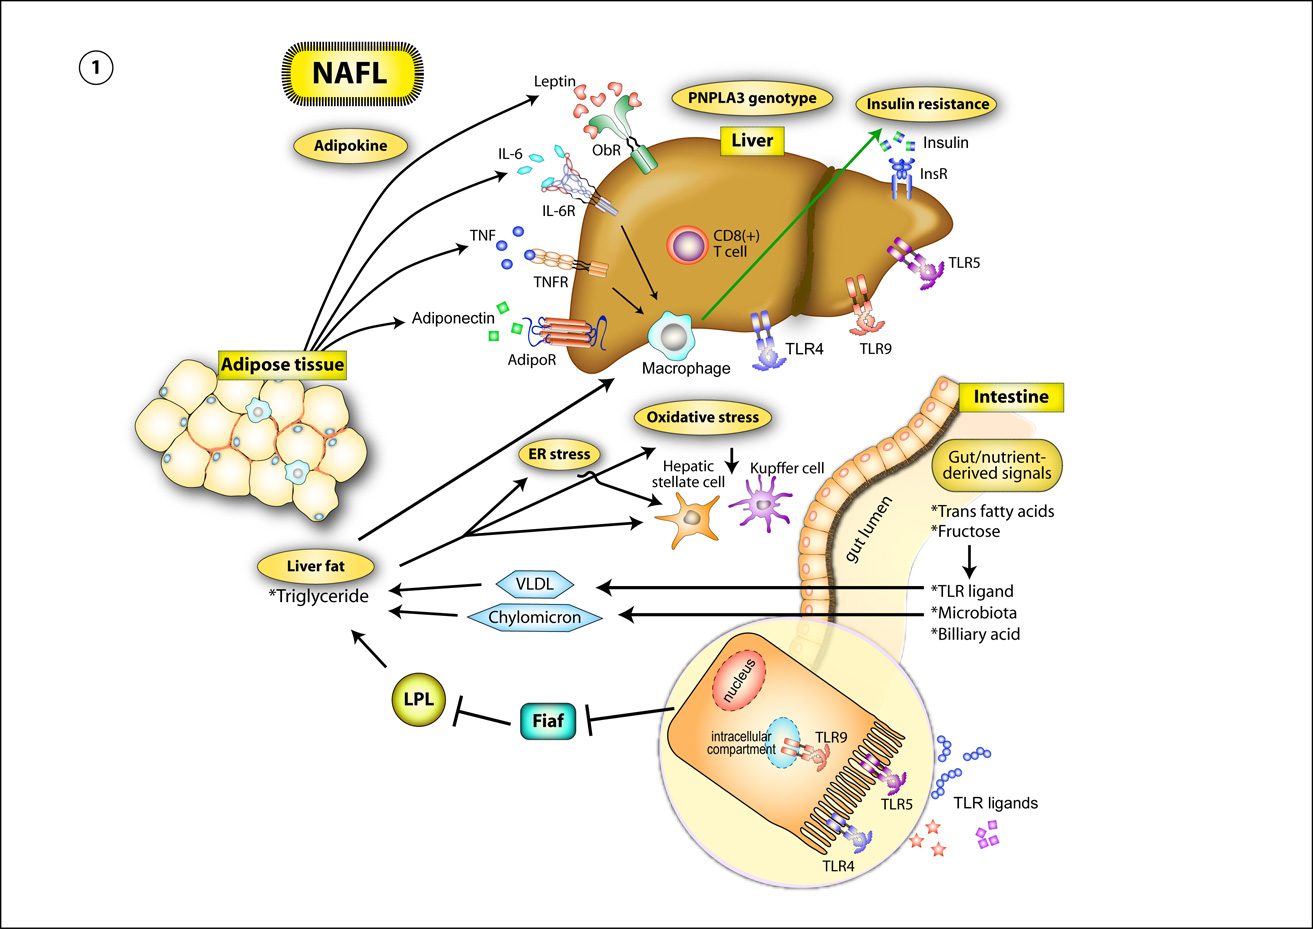 1
NAFL
Adipokine
Leptin
ObR
IL-6
IL-6R
TNF
TNFR
Adiponectin
AdipoR
PNPLA3 genotype
Liver
Insulin resistance
Insulin
InsR
CD8(+)
T cell
TLR5
TLR9
TLR4
Macrophage
Adipose tissue
Oxidative stress
ER stress
Hepatic
stellate cell
Kupffer cell
Intestine
Gut/nutrient-
derived signals
*Trans fatty acids
*Fructose
gut lumen
*TLR ligand
*Microbiota
*Billiary acid
Liver fat
*Triglyceride
VLDL
Chylomicron
LPL
Fiaf
nucleus
intracellular
compartment
TLR9
TLR5
TLR4
TLR ligands